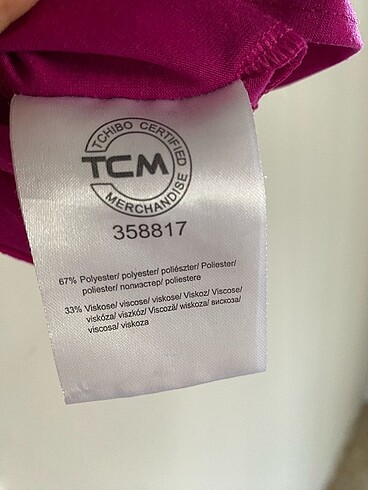 TCHIBO CERTIFIED
TCM
MERCHANDISE
358817
67% Polyester/ polyester/ poliészter/ Poliester/
poliester/ полиэстер/ poliestere
33% Viskose/ viscose/ viskose/ Viskoz/ Viscose/
viskóza/ viszkóz/ Viscoză/ wiskoza/ вискоза/
viscosa/ viskoza